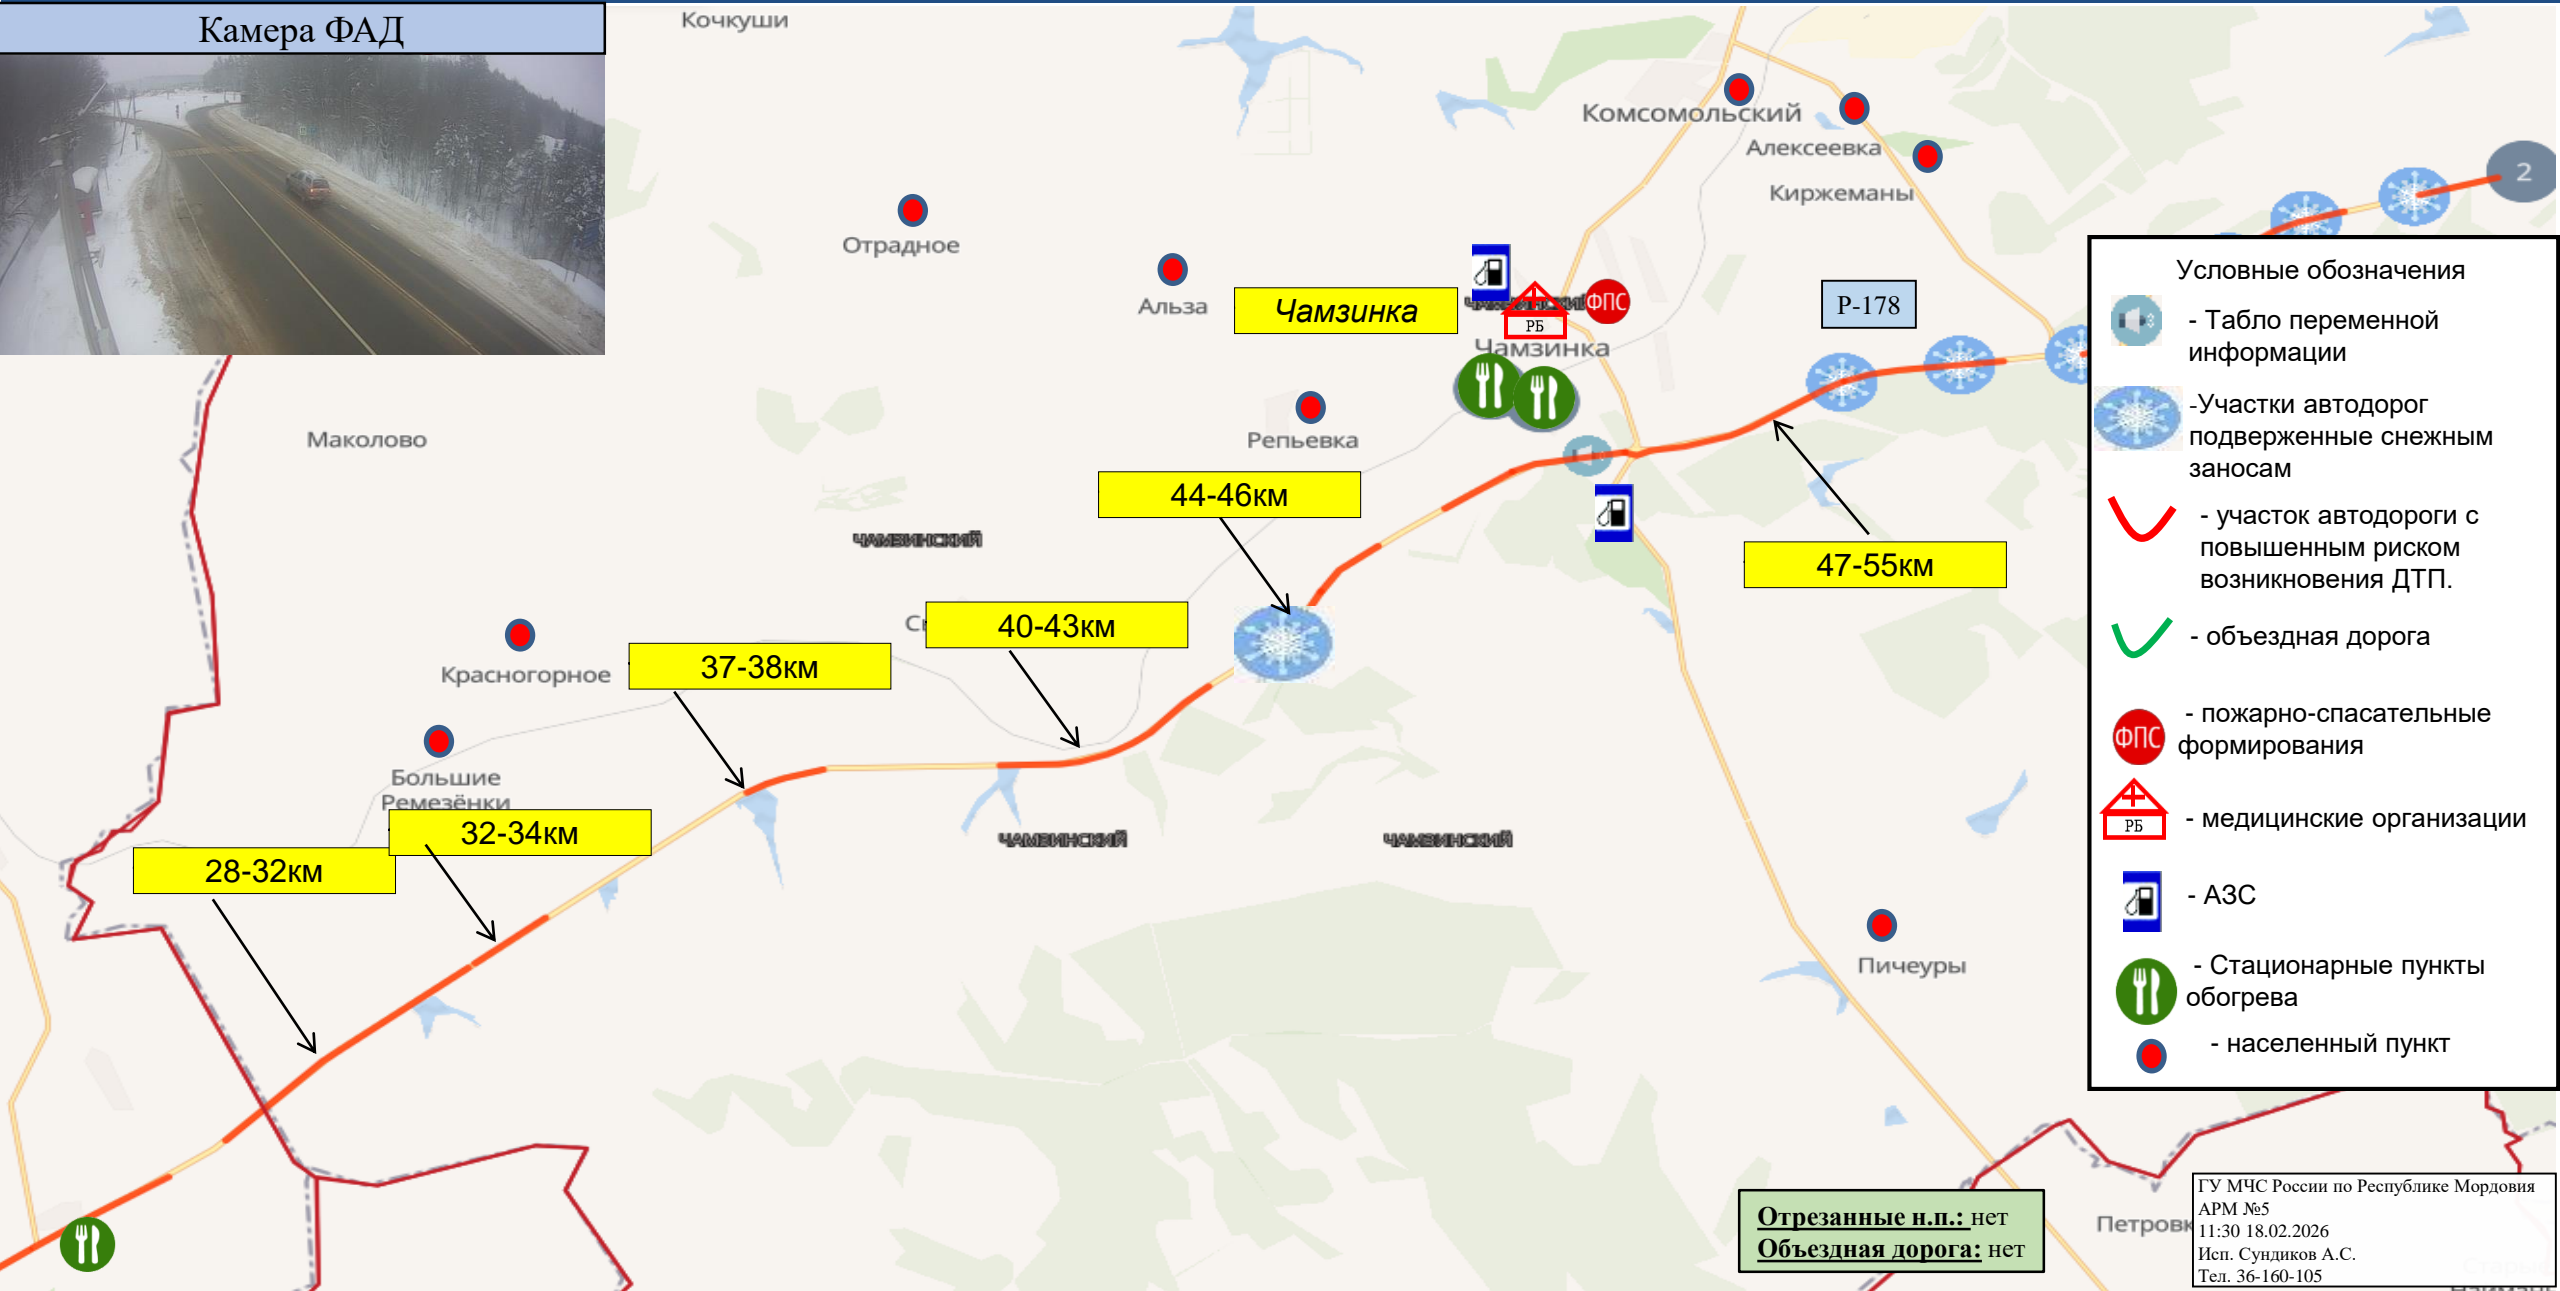 Камера ФАД
Кочкуши
Комсомольский
Алексеевка
Киржеманы
2
Отрадное
Альза
Чамзинка
ФПС
РБ
Чамзинка
Р-178
Маколово
Репьевка
44-46км
47-55км
ЧАМЗИНСКИЙ
40-43км
37-38км
Красногорное
Большие
Ремезёнки
32-34км
28-32км
ЧАМЗИНСКИЙ
ЧАМЗИНСКИЙ
Пичеуры
Условные обозначения
- Табло переменной
информации
-Участки автодорог
подверженные снежным
заносам
- участок автодороги с
повышенным риском
возникновения ДТП.
- объездная дорога
ФПС
- пожарно-спасательные
формирования
РБ
- медицинские организации
- АЗС
- Стационарные пункты
обогрева
- населенный пункт
Отрезанные н.п.: нет
Объездная дорога: нет
ГУ МЧС России по Республике Мордовия
АРМ №5
11:30 18.02.2026
Исп. Сундиков А.С.
Тел. 36-160-105